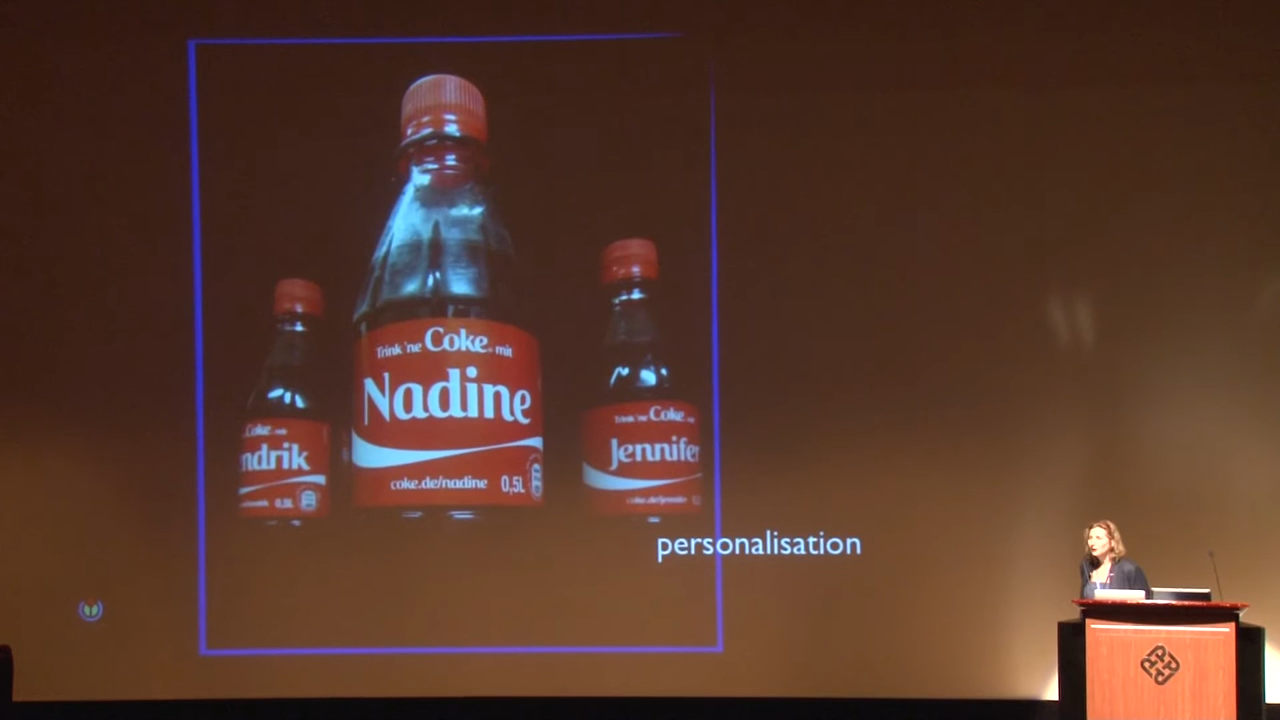 Trink 'ne Coke mit
Nadine
coke.de/nadine 0,5L
Coke mit
ndrik
0,5L
Trink 'ne Coke mit
Jennifer
personalisation